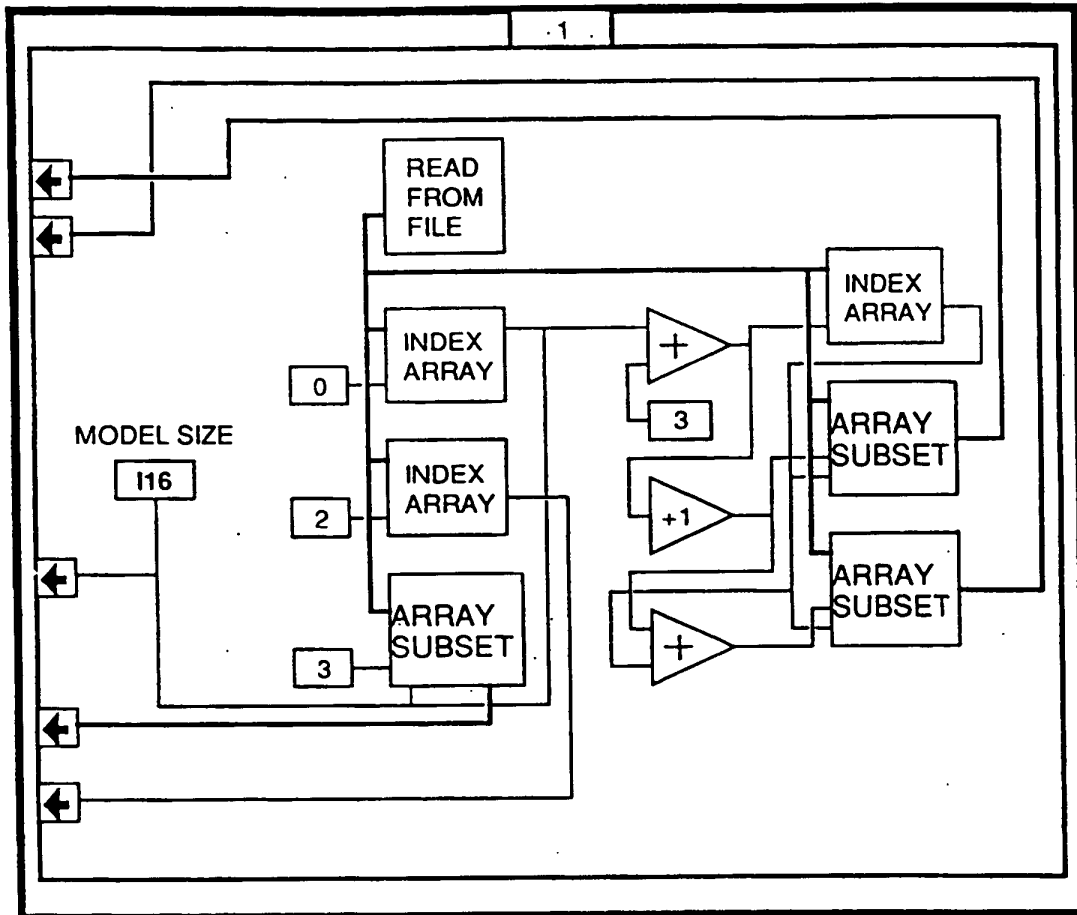 1
READ
FROM
FILE
INDEX
ARRAY
INDEX
ARRAY
+
0
3
ARRAY
SUBSET
MODEL SIZE
I16
INDEX
ARRAY
2
+1
ARRAY
SUBSET
ARRAY
SUBSET
3
+